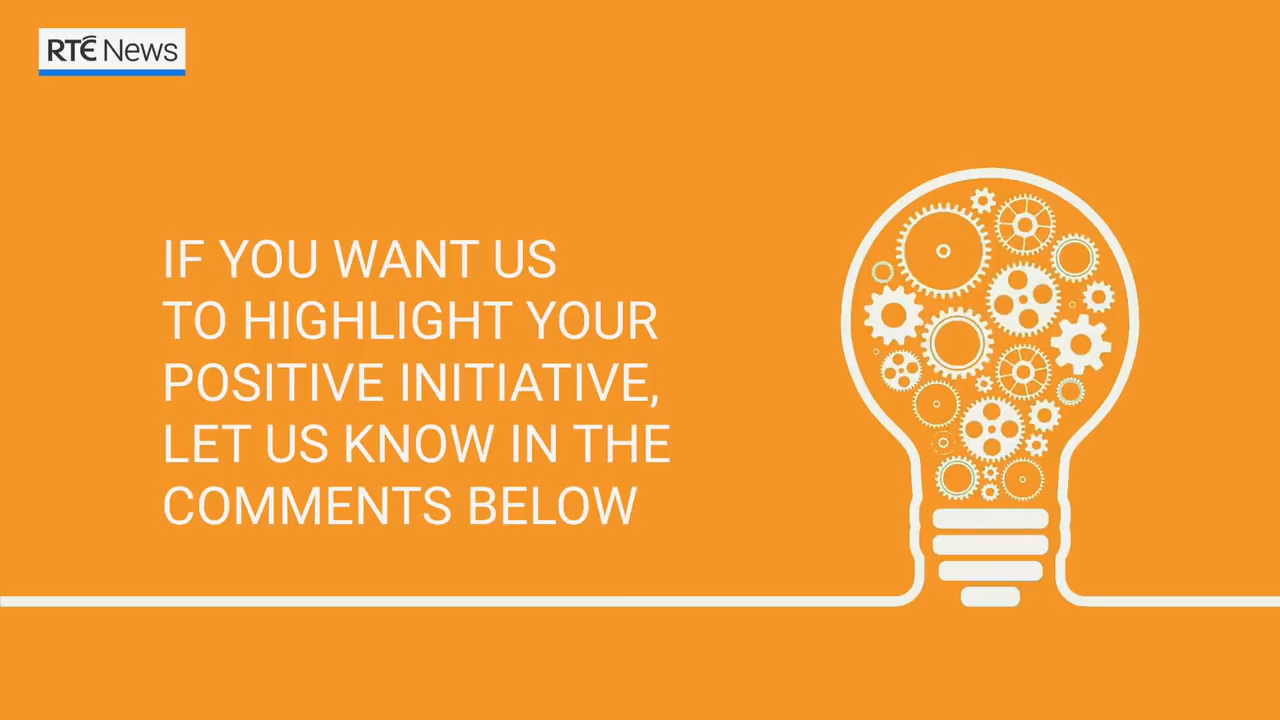 RTÉ News
IF YOU WANT US
TO HIGHLIGHT YOUR
POSITIVE INITIATIVE,
LET US KNOW IN THE
COMMENTS BELOW